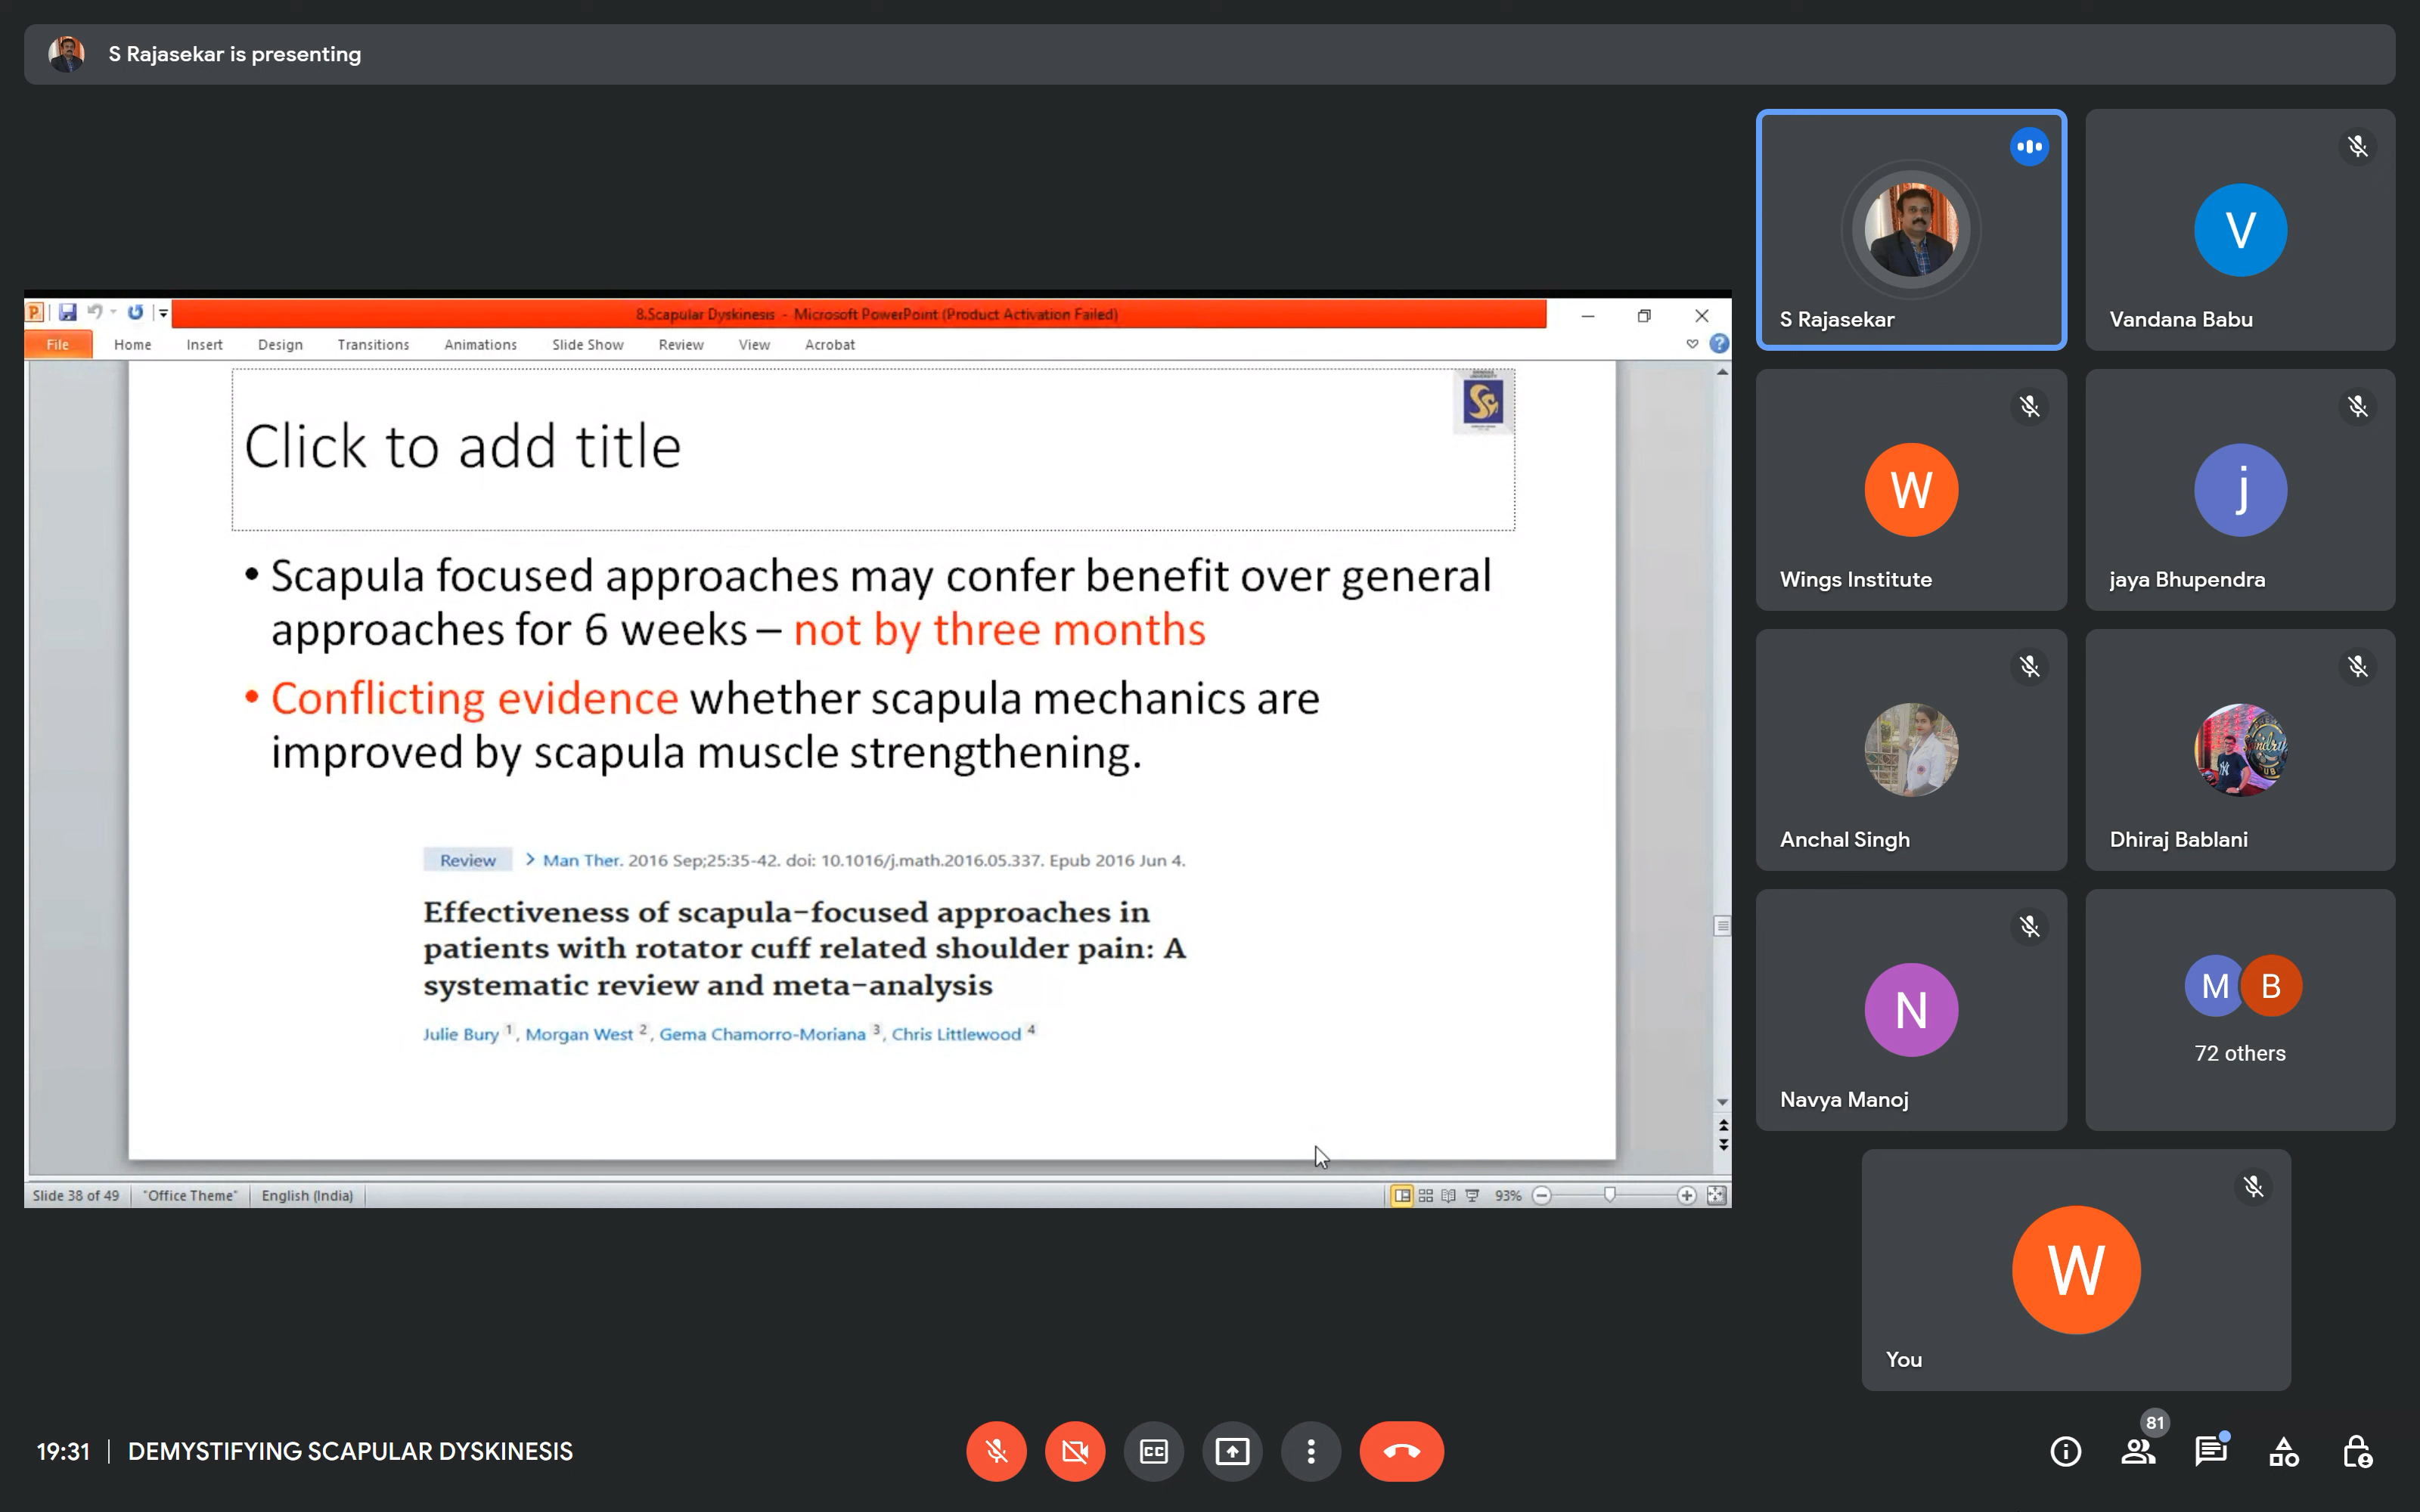 S Rajasekar is presenting
8.Scapular Dyskinesis - Microsoft PowerPoint (Product Activation Failed)
File Home Insert Design Transitions Animations Slide Show Review View Acrobat
Click to add title
• Scapula focused approaches may confer benefit over general
approaches for 6 weeks – not by three months
• Conflicting evidence whether scapula mechanics are
improved by scapula muscle strengthening.
Review > Man Ther. 2016 Sep;25:35-42. doi: 10.1016/j.math.2016.05.337. Epub 2016 Jun 4.
Effectiveness of scapula-focused approaches in
patients with rotator cuff related shoulder pain: A
systematic review and meta-analysis
Julie Bury 1, Morgan West 2, Gema Chamorro-Moriana 3, Chris Littlewood 4
Slide 38 of 49 "Office Theme" English (India) 93%
S Rajasekar
V
Vandana Babu
W
Wings Institute
j
jaya Bhupendra
Anchal Singh
Dhiraj Bablani
N
Navya Manoj
M B
72 others
W
You
19:31 | DEMYSTIFYING SCAPULAR DYSKINESIS
CC
81